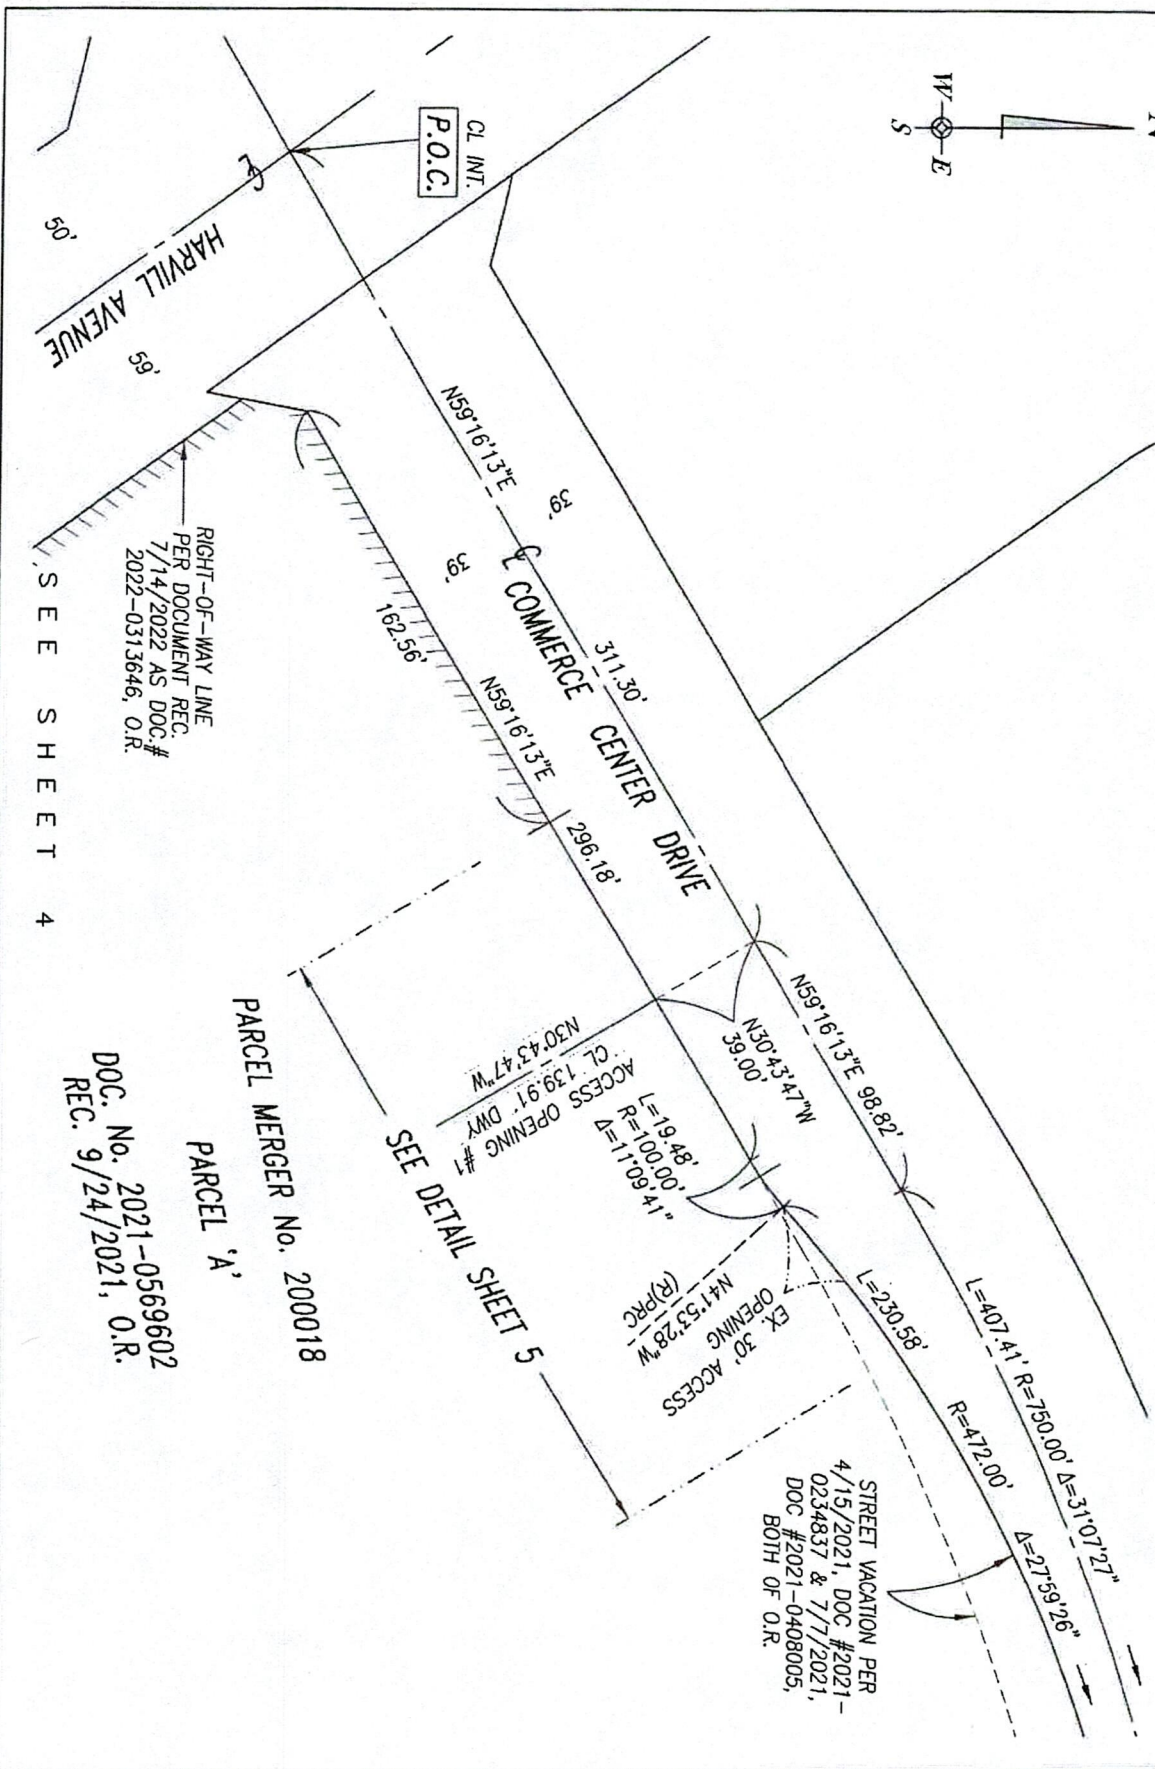 N
W
E
S
CL INT.
P.O.C.
HARVILL AVENUE
50'
59'
N59°16'13"E
39'
39'
311.30'
℄ COMMERCE CENTER DRIVE
162.56'
N59°16'13"E
296.18'
RIGHT-OF-WAY LINE
PER DOCUMENT REC.
7/14/2022 AS DOC.#
2022-0313646, O.R.
SEE SHEET 4
N59°16'13"E 98.82'
N30°43'47"W
39.00'
N30°43'47"W
CL 139.91' DWY
ACCESS OPENING #1
L=19.48'
R=100.00'
Δ=11°09'41"
(R)PRC
N41°53'28"W
EX. 30' ACCESS
OPENING
L=407.41' R=750.00' Δ=31°07'27"
L=230.58'
R=472.00'
Δ=27°59'26"
STREET VACATION PER
4/15/2021, DOC #2021-
0234837 & 7/7/2021,
DOC #2021-0408005,
BOTH OF O.R.
SEE DETAIL SHEET 5
PARCEL MERGER No. 200018
PARCEL 'A'
DOC. No. 2021-0569602
REC. 9/24/2021, O.R.